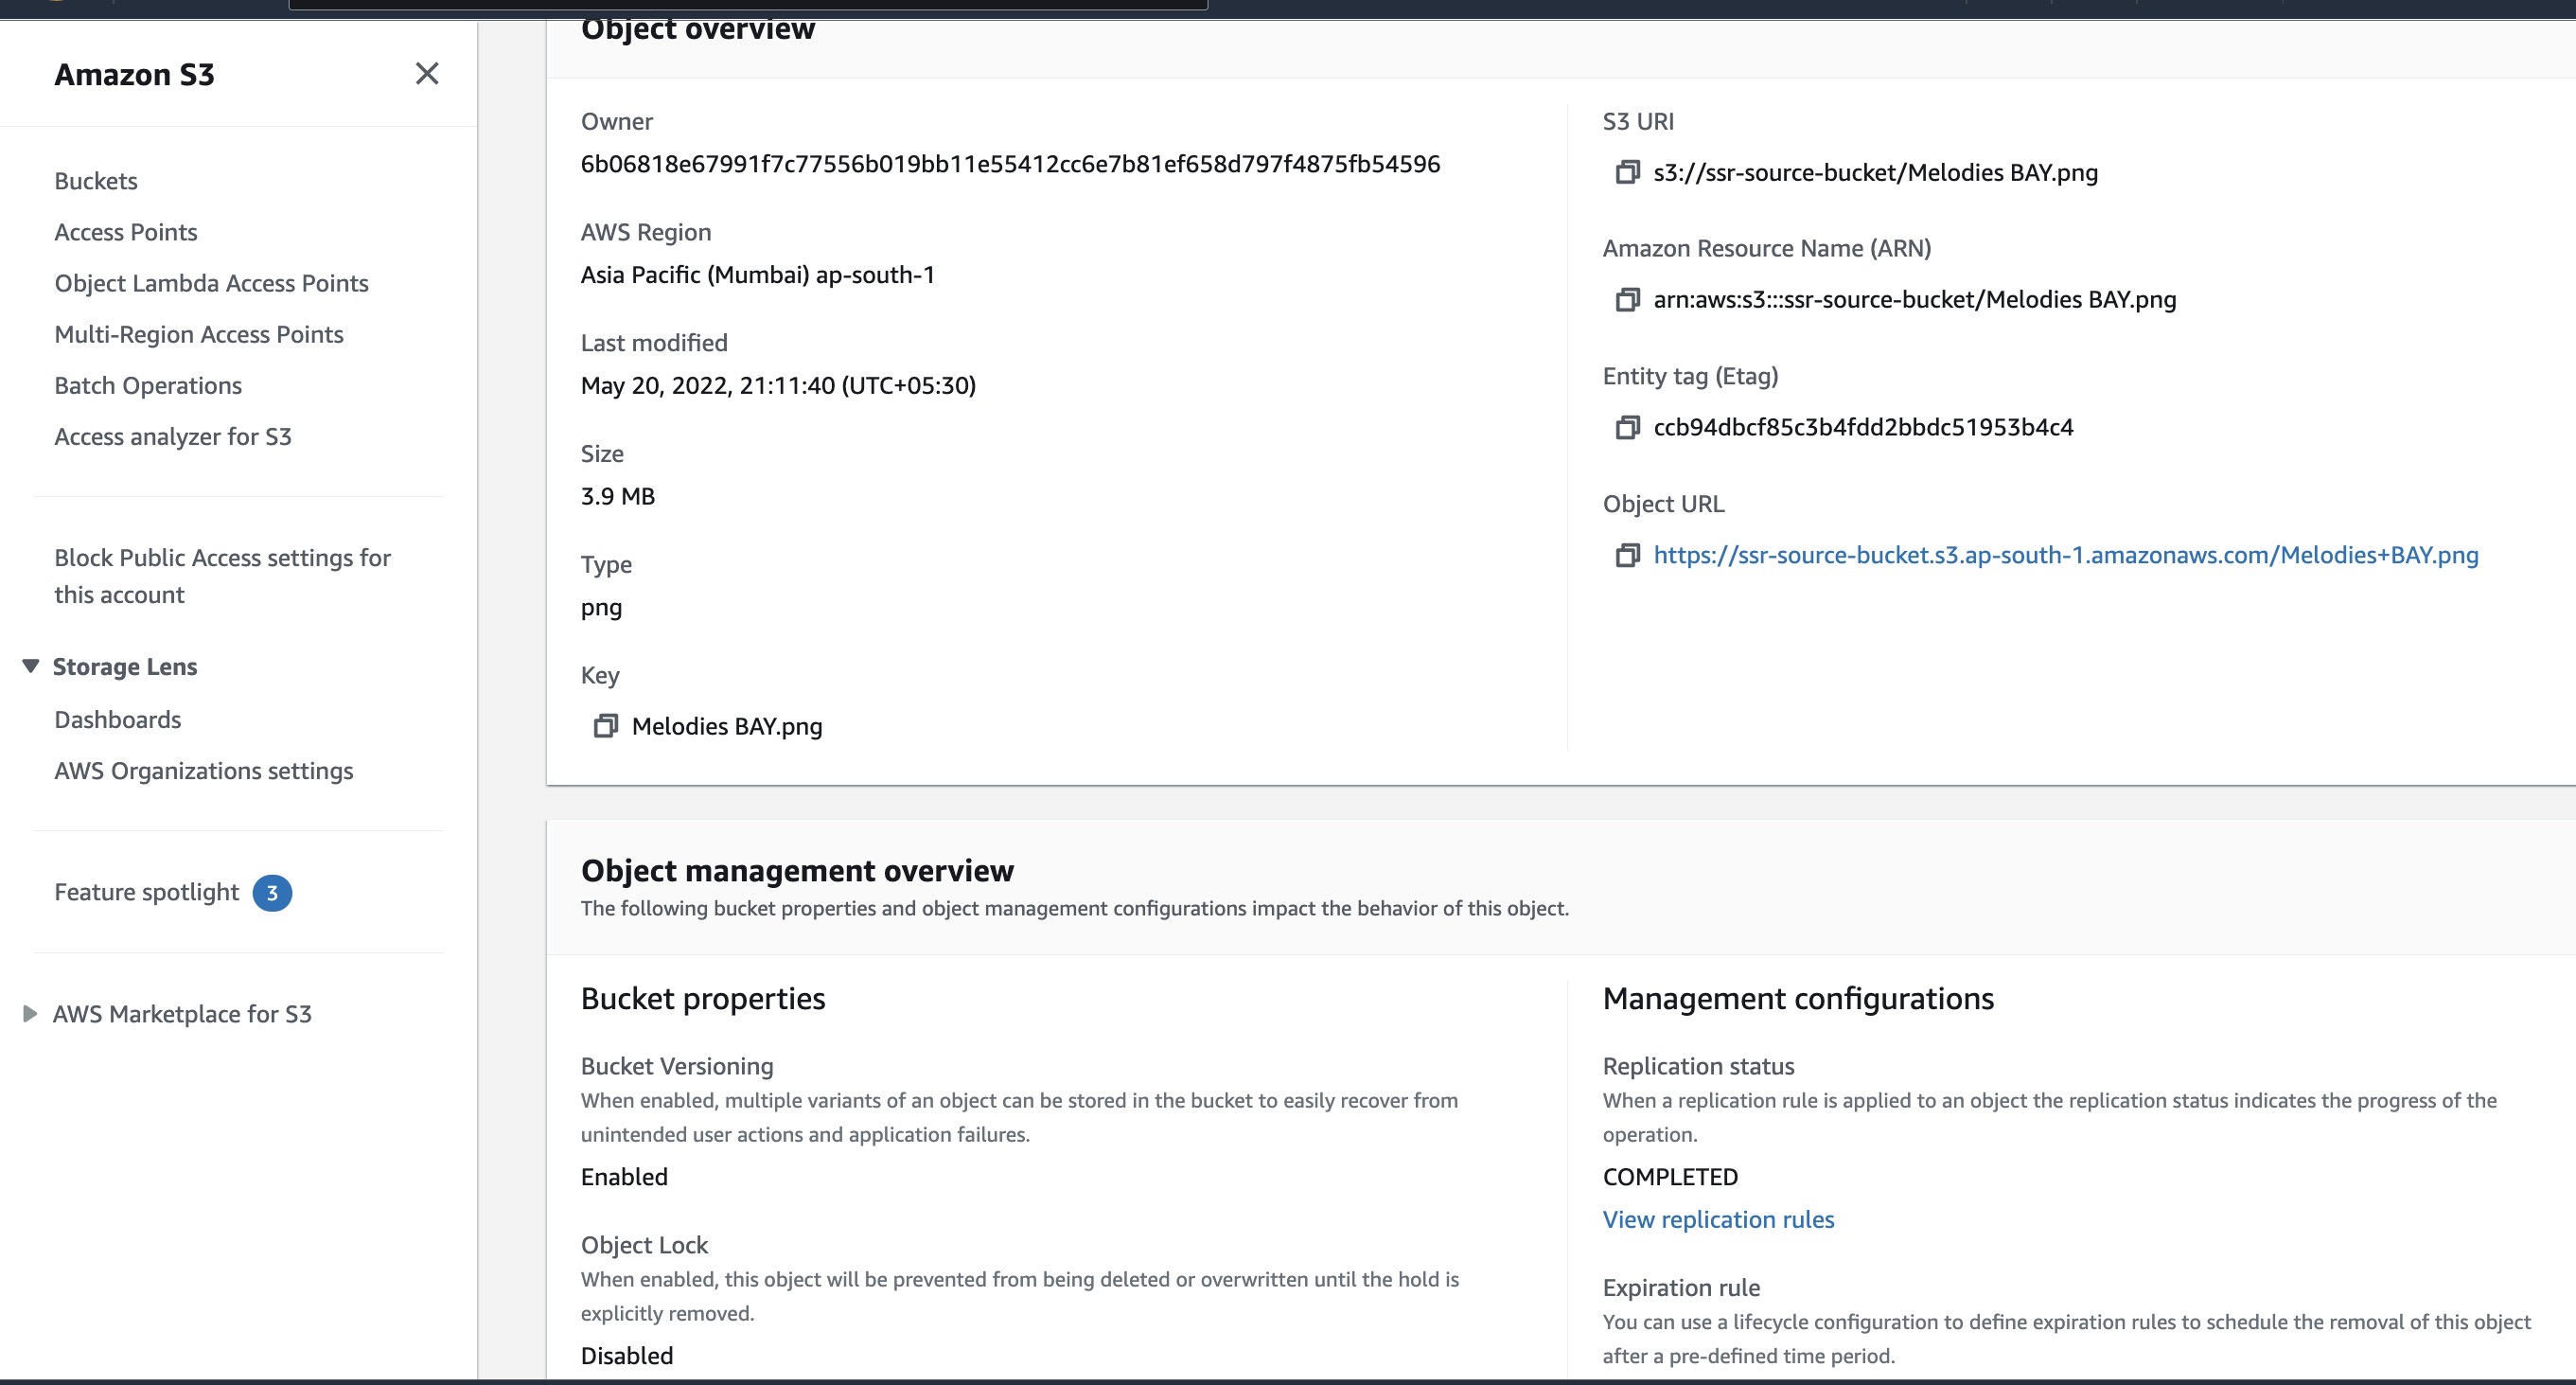 Amazon S3
Buckets
Access Points
Object Lambda Access Points
Multi-Region Access Points
Batch Operations
Access analyzer for S3
Block Public Access settings for
this account
Storage Lens
Dashboards
AWS Organizations settings
Feature spotlight 3
AWS Marketplace for S3
Object overview
Owner
6b06818e67991f7c77556b019bb11e55412cc6e7b81ef658d797f4875fb54596
AWS Region
Asia Pacific (Mumbai) ap-south-1
Last modified
May 20, 2022, 21:11:40 (UTC+05:30)
Size
3.9 MB
Type
png
Key
Melodies BAY.png
S3 URI
s3://ssr-source-bucket/Melodies BAY.png
Amazon Resource Name (ARN)
arn:aws:s3:::ssr-source-bucket/Melodies BAY.png
Entity tag (Etag)
ccb94dbcf85c3b4fdd2bbdc51953b4c4
Object URL
https://ssr-source-bucket.s3.ap-south-1.amazonaws.com/Melodies+BAY.png
Object management overview
The following bucket properties and object management configurations impact the behavior of this object.
Bucket properties
Bucket Versioning
When enabled, multiple variants of an object can be stored in the bucket to easily recover from
unintended user actions and application failures.
Enabled
Object Lock
When enabled, this object will be prevented from being deleted or overwritten until the hold is
explicitly removed.
Disabled
Management configurations
Replication status
When a replication rule is applied to an object the replication status indicates the progress of the
operation.
COMPLETED
View replication rules
Expiration rule
You can use a lifecycle configuration to define expiration rules to schedule the removal of this object
after a pre-defined time period.